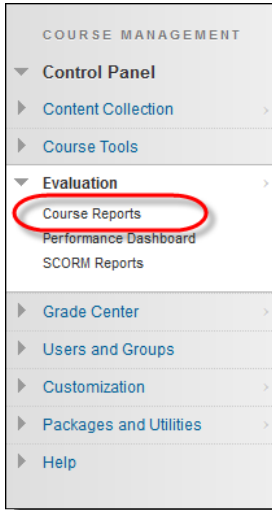 COURSE MANAGEMENT
Control Panel
Content Collection
Course Tools
Evaluation
Course Reports
Performance Dashboard
SCORM Reports
Grade Center
Users and Groups
Customization
Packages and Utilities
Help